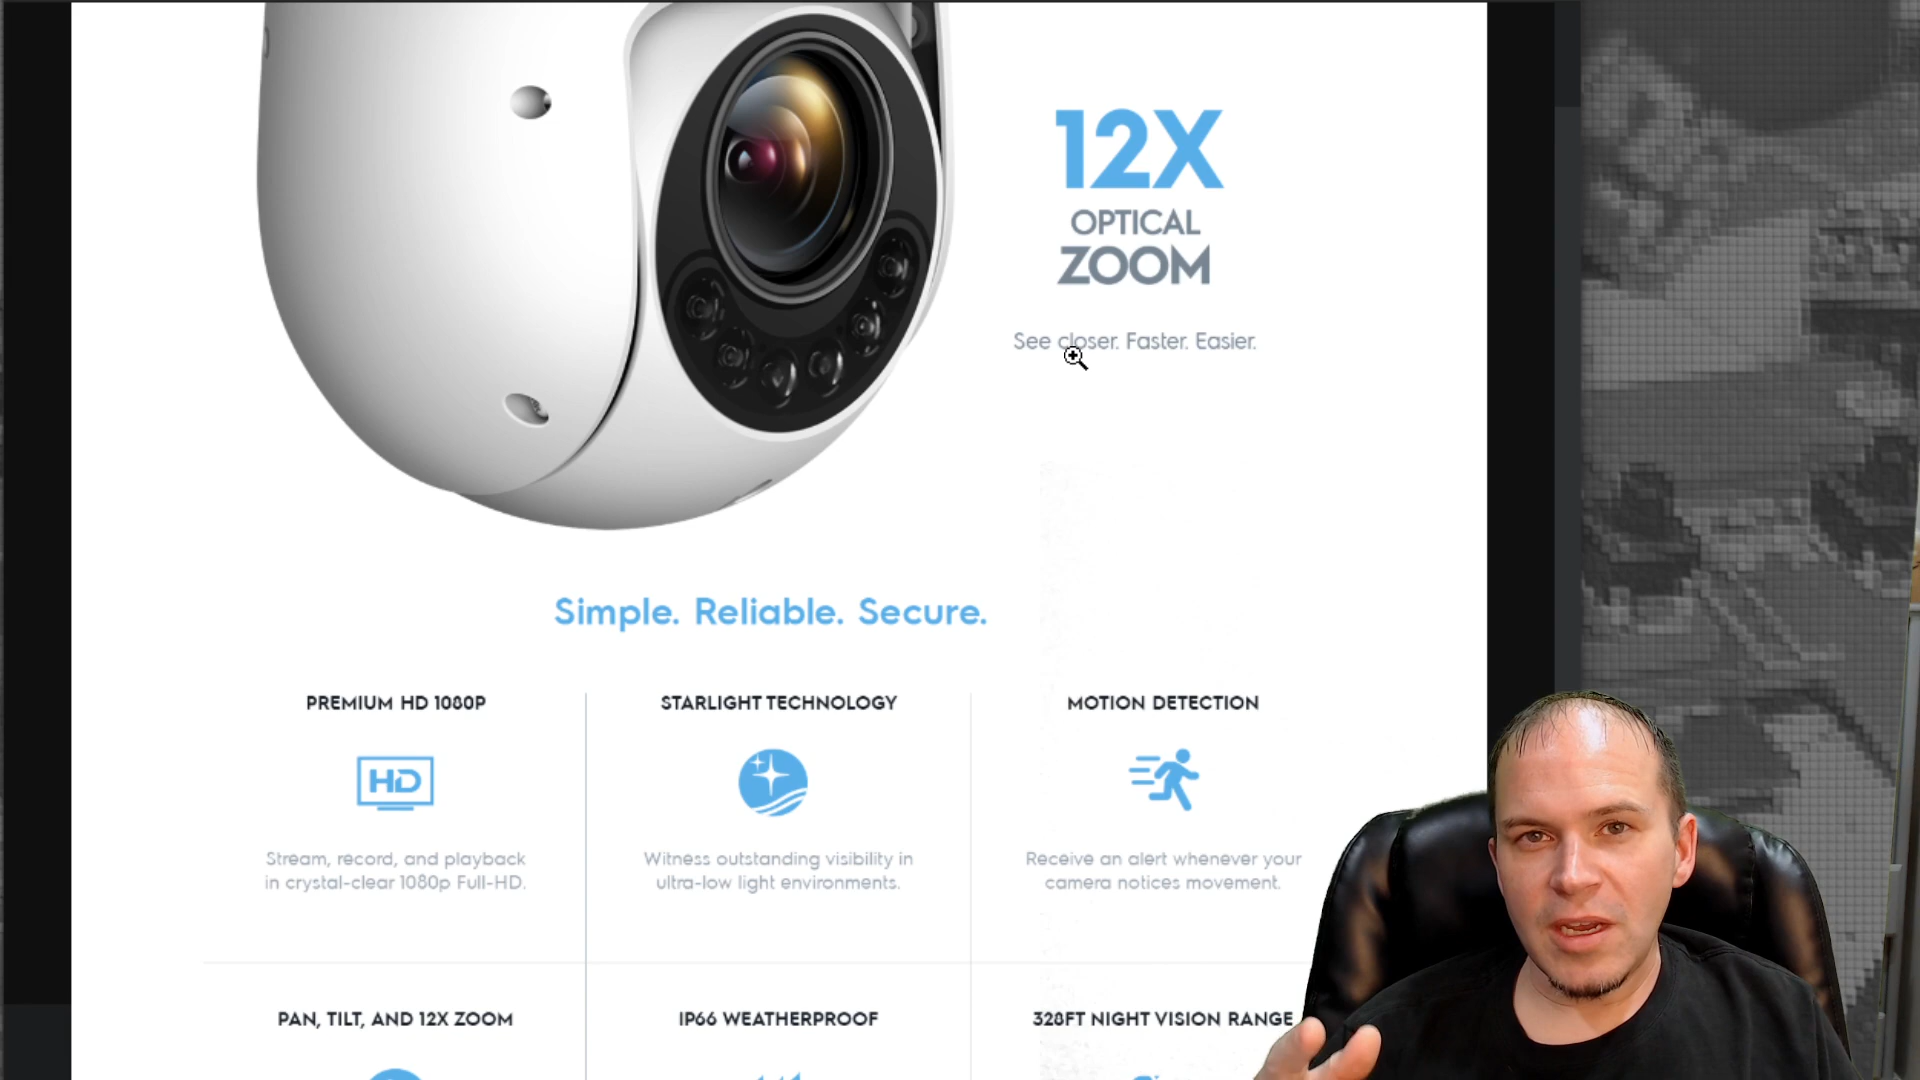 12X
OPTICAL
ZOOM
See closer. Faster. Easier.
Simple. Reliable. Secure.
PREMIUM HD 1080P
HD
Stream, record, and playback
in crystal-clear 1080p Full-HD.
STARLIGHT TECHNOLOGY
Witness outstanding visibility in
ultra-low light environments.
MOTION DETECTION
Receive an alert whenever your
camera notices movement.
PAN, TILT, AND 12X ZOOM
IP66 WEATHERPROOF
328FT NIGHT VISION RANGE